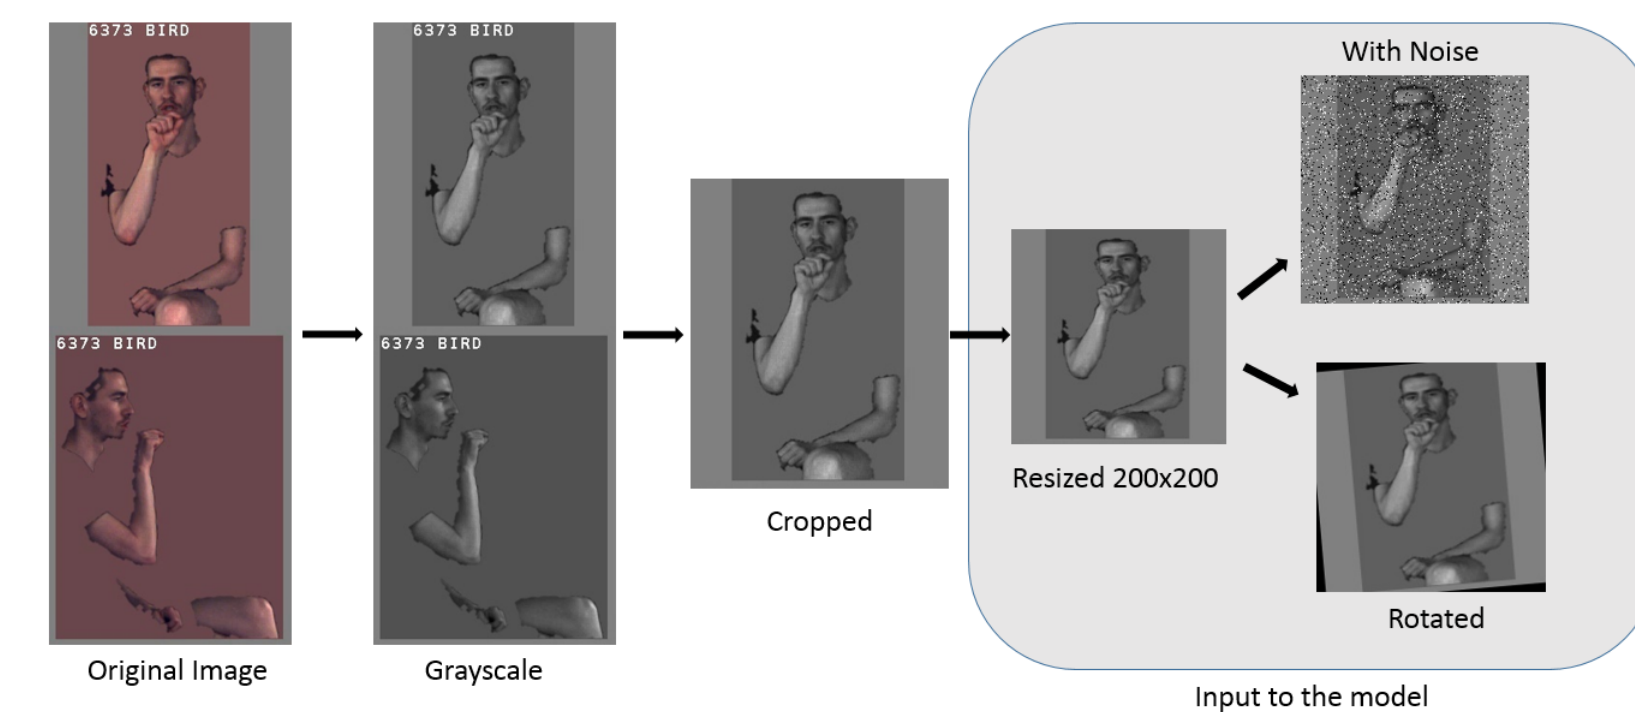 6373 BIRD
6373 BIRD
Original Image
6373 BIRD
6373 BIRD
Grayscale
Cropped
Resized 200x200
With Noise
Rotated
Input to the model